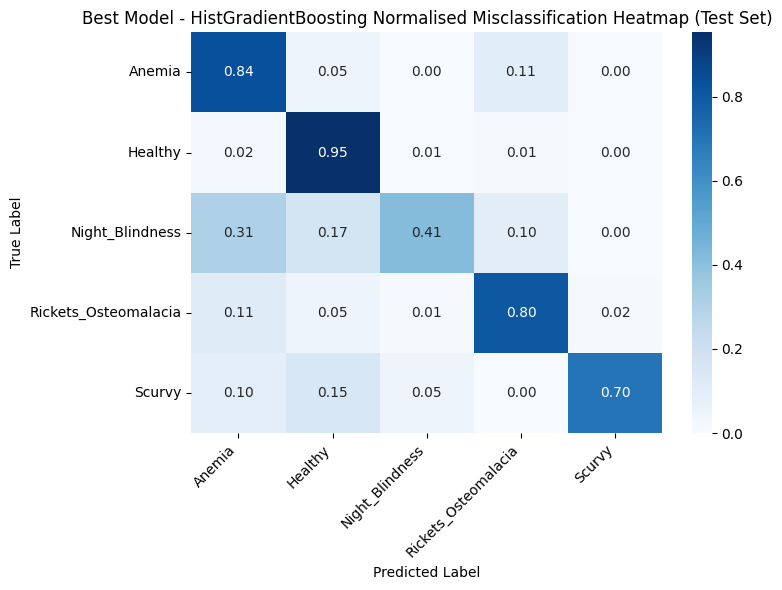 Best Model - HistGradientBoosting Normalised Misclassification Heatmap (Test Set)
True Label
Anemia 0.84 0.05 0.00 0.11 0.00
Healthy 0.02 0.95 0.01 0.01 0.00
Night_Blindness 0.31 0.17 0.41 0.10 0.00
Rickets_Osteomalacia 0.11 0.05 0.01 0.80 0.02
Scurvy 0.10 0.15 0.05 0.00 0.70
Anemia Healthy Night_Blindness Rickets_Osteomalacia Scurvy
Predicted Label
0.8
0.6
0.4
0.2
0.0